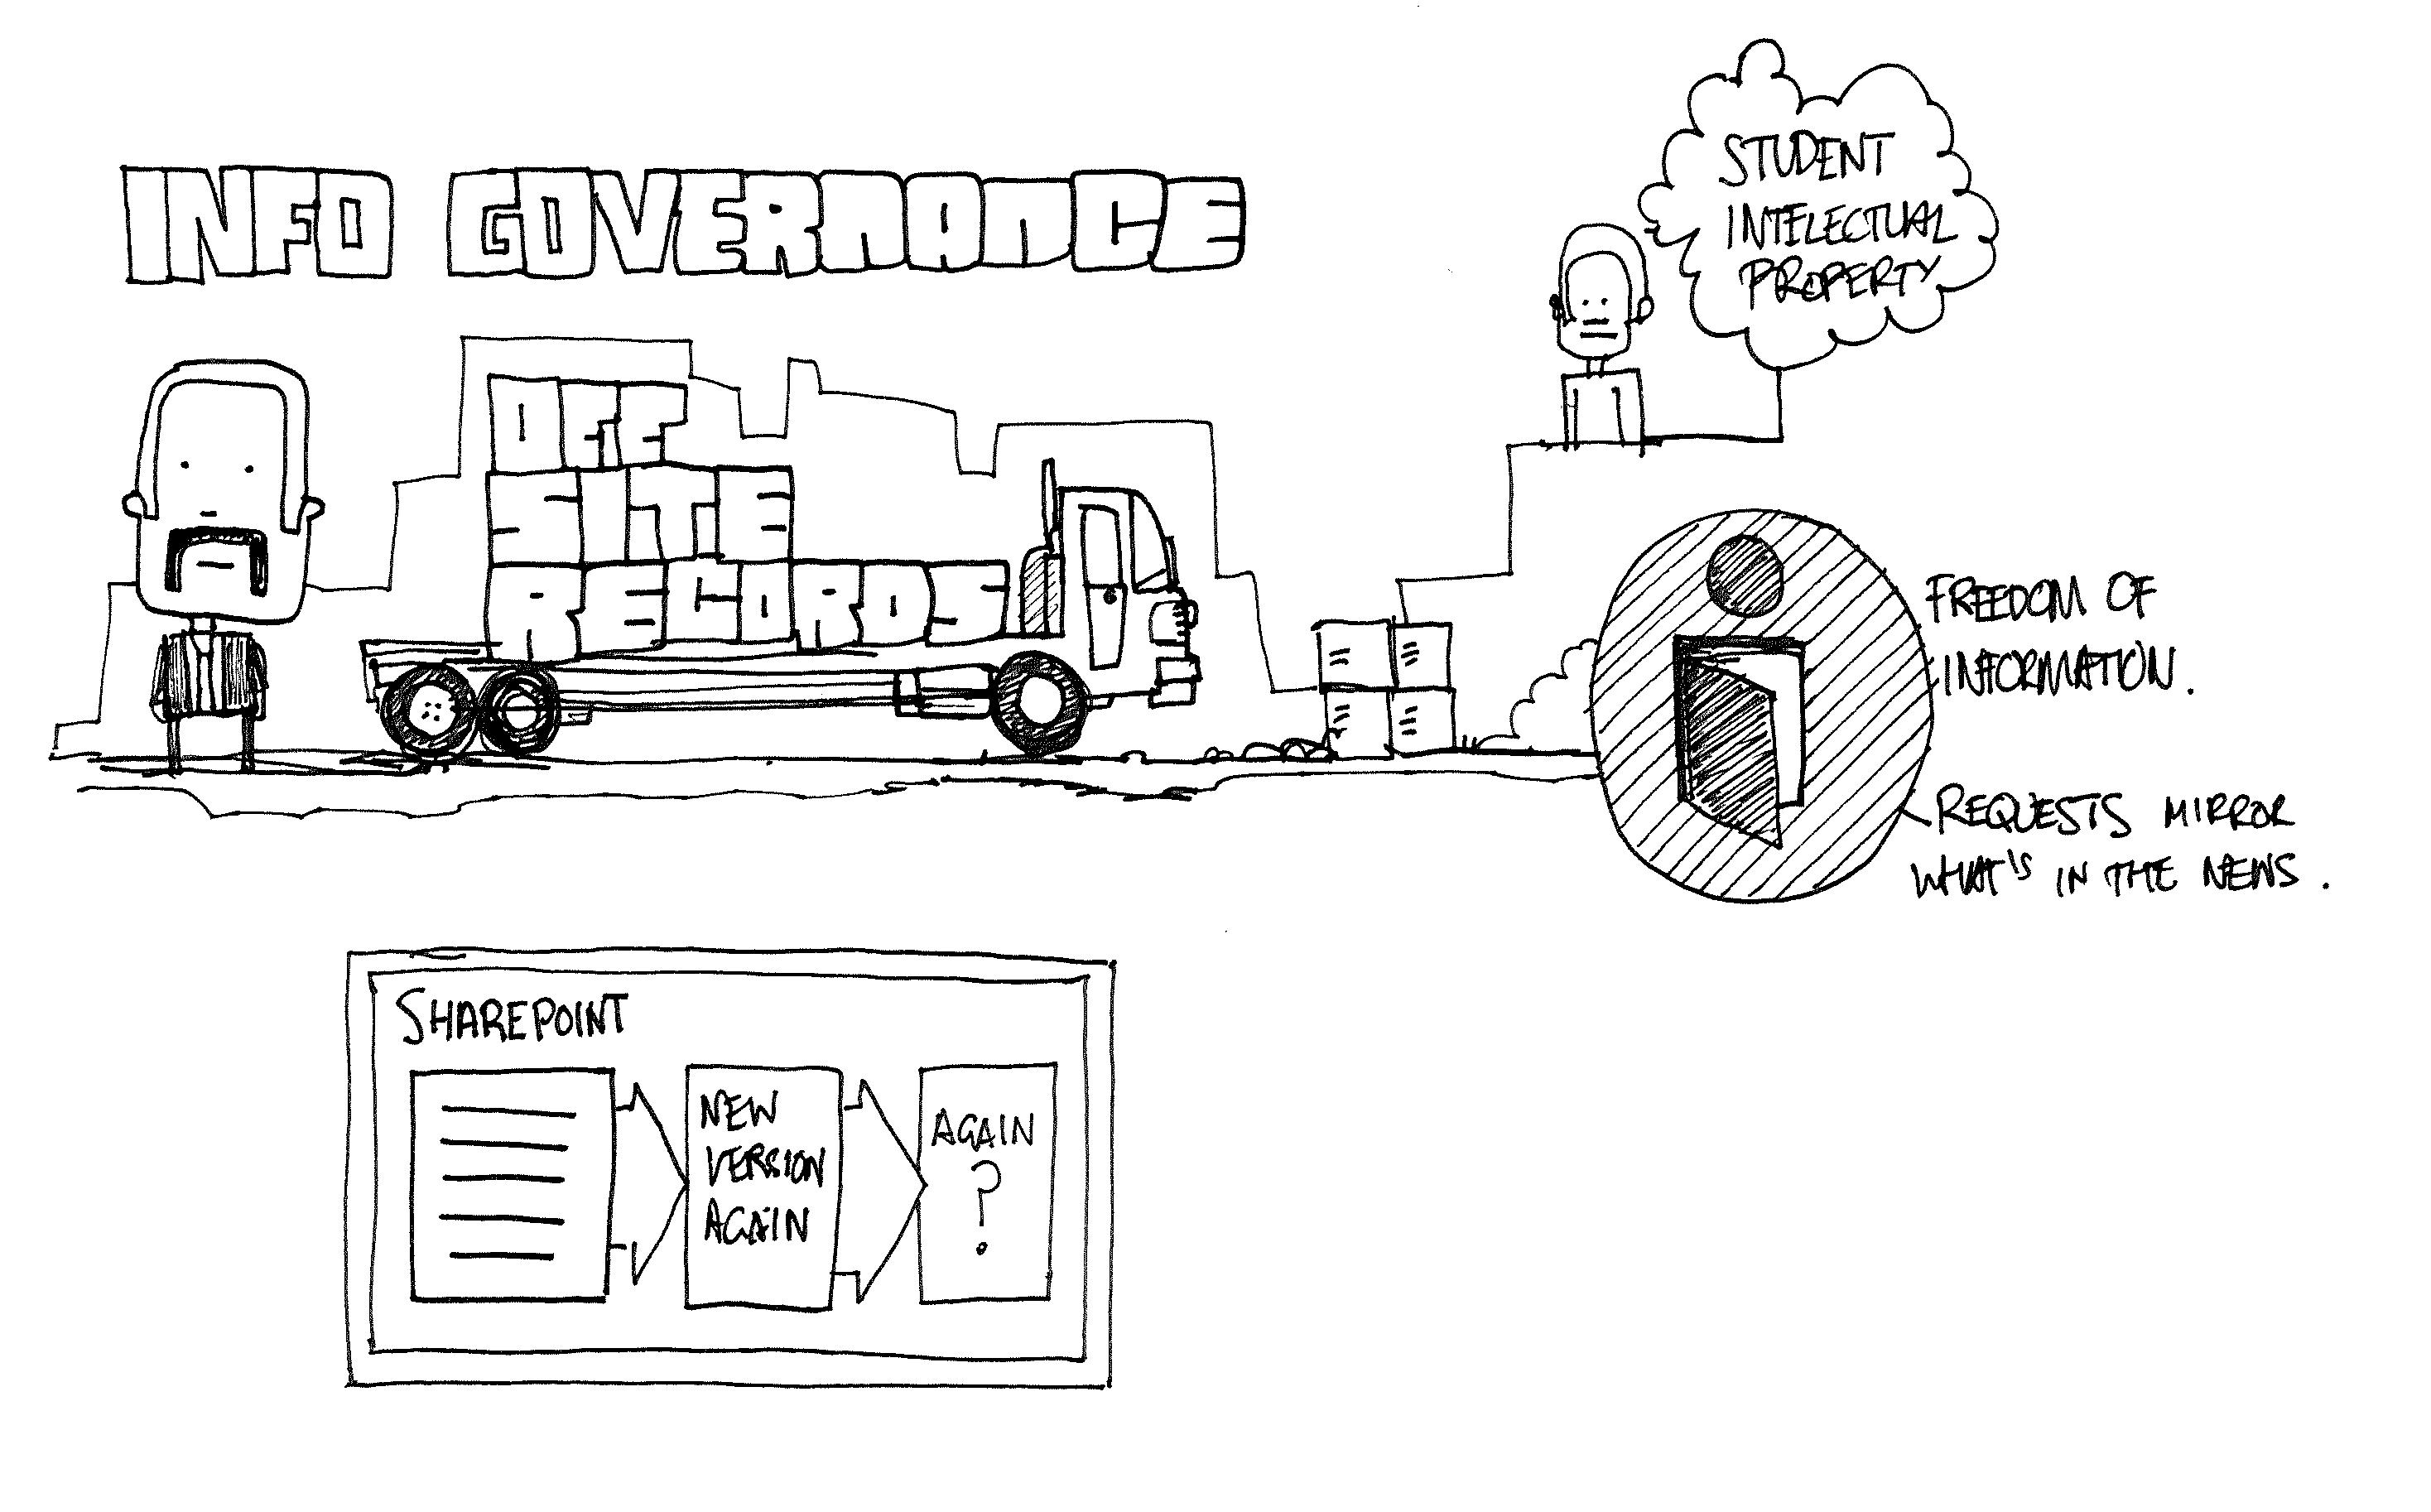 INFO GOVERNANCE
STUDENT
INTELECTUAL
PROPERTY
OFF
SITE
RECORDS
FREEDOM OF
INFORMATION.
REQUESTS MIRROR
WHAT'S IN THE NEWS.
SHAREPOINT
NEW
VERSION
AGAIN
AGAIN
?